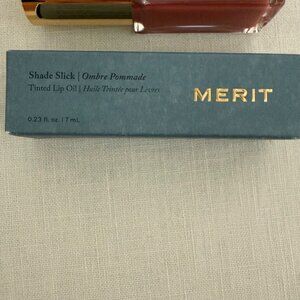 Shade Slick | Ombre Pommade
Tinted Lip Oil | Huile Teintée pour Lèvres
MERIT
0.23 fl. oz. | 7 mL